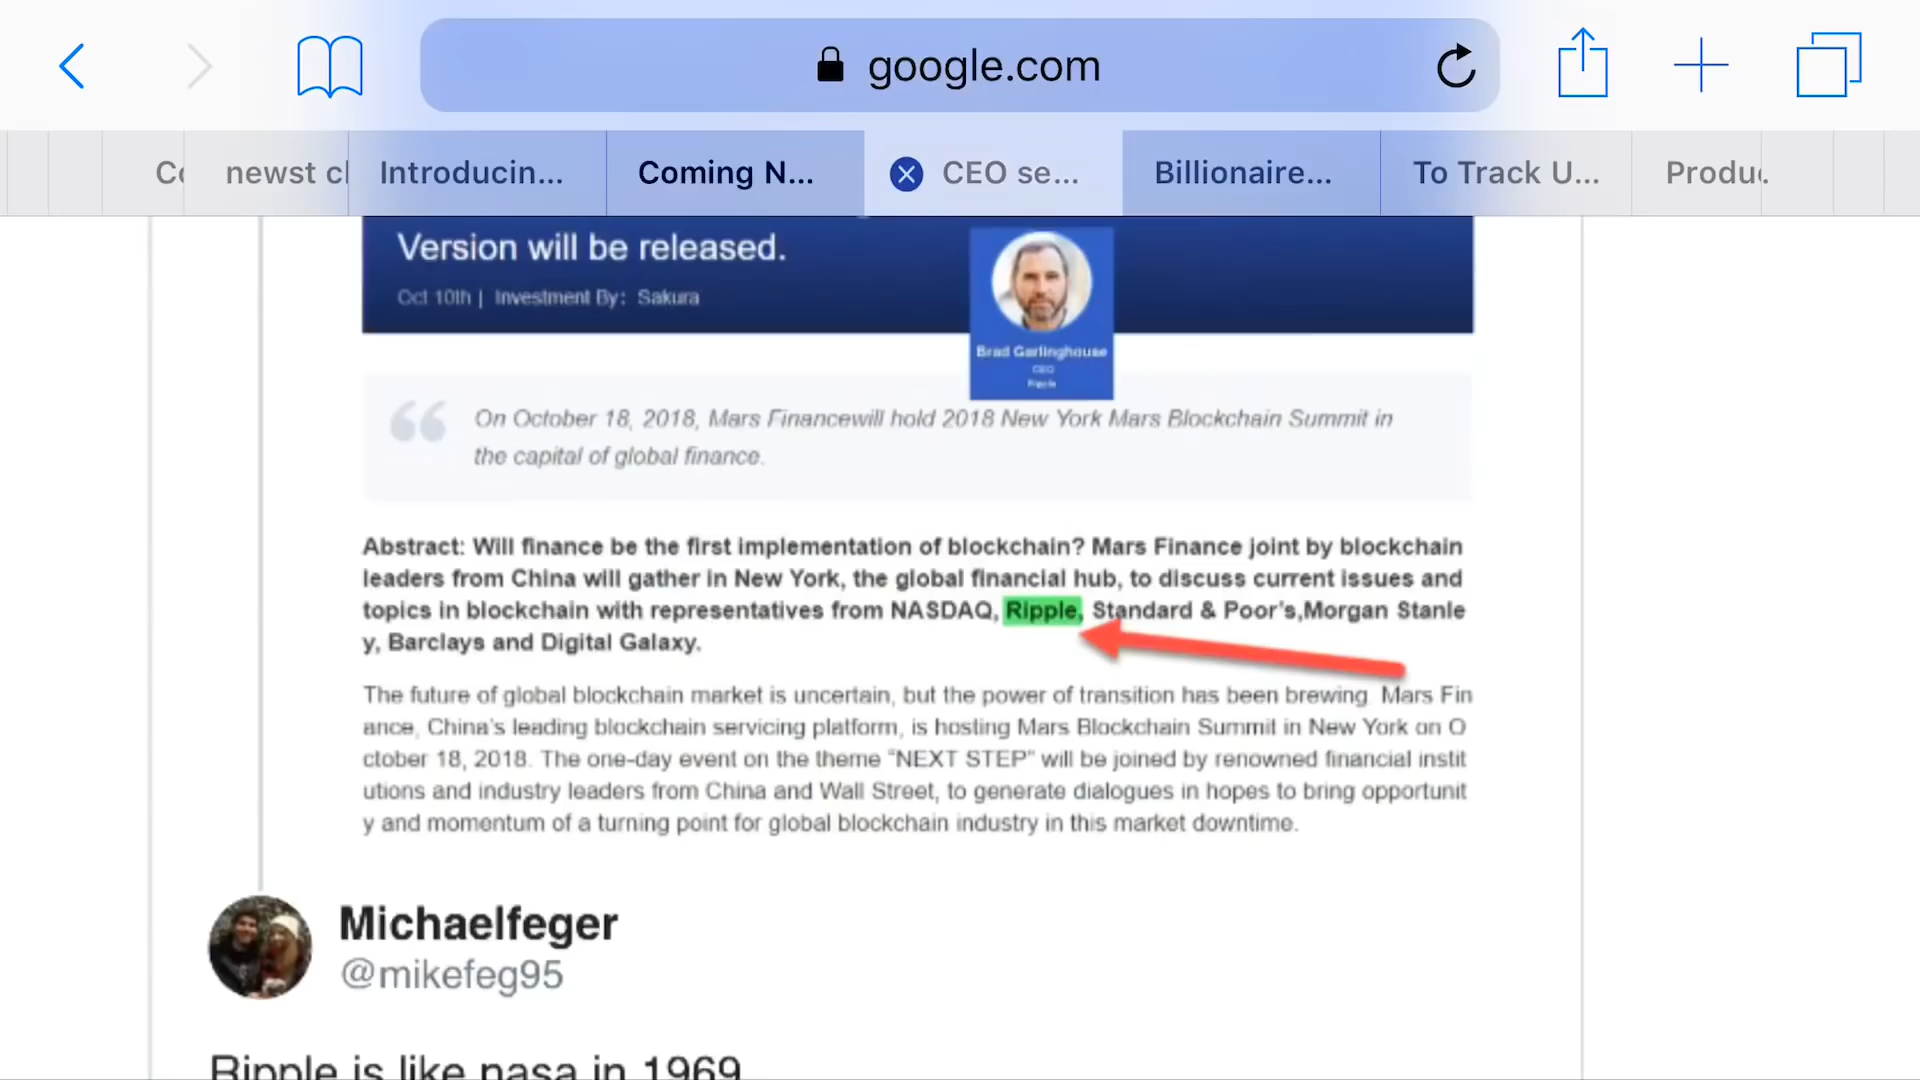 google.com
newst cl
Introducin...
Coming N...
CEO se...
Billionaire...
To Track U...
Produc
Version will be released.
Oct 10th | Investment By: Sakura
Brad Garlinghouse
CEO
Ripple
On October 18, 2018, Mars Financewill hold 2018 New York Mars Blockchain Summit in
the capital of global finance.
Abstract: Will finance be the first implementation of blockchain? Mars Finance joint by blockchain
leaders from China will gather in New York, the global financial hub, to discuss current issues and
topics in blockchain with representatives from NASDAQ, Ripple, Standard & Poor's,Morgan Stanle
y, Barclays and Digital Galaxy.
The future of global blockchain market is uncertain, but the power of transition has been brewing Mars Fin
ance, China's leading blockchain servicing platform, is hosting Mars Blockchain Summit in New York on O
ctober 18, 2018. The one-day event on the theme "NEXT STEP" will be joined by renowned financial instit
utions and industry leaders from China and Wall Street, to generate dialogues in hopes to bring opportunit
y and momentum of a turning point for global blockchain industry in this market downtime.
Michaelfeger
@mikefeg95
Ripple is like nasa in 1969